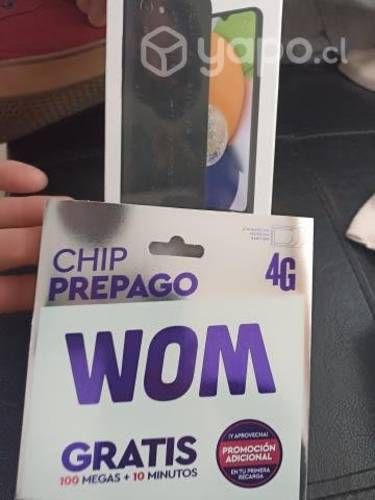 yapo.cl
CHIP
PREPAGO
4G
WOM
GRATIS
100 MEGAS + 10 MINUTOS
¡Y APROVECHA!
PROMOCIÓN
ADICIONAL
EN TU PRIMERA
RECARGA